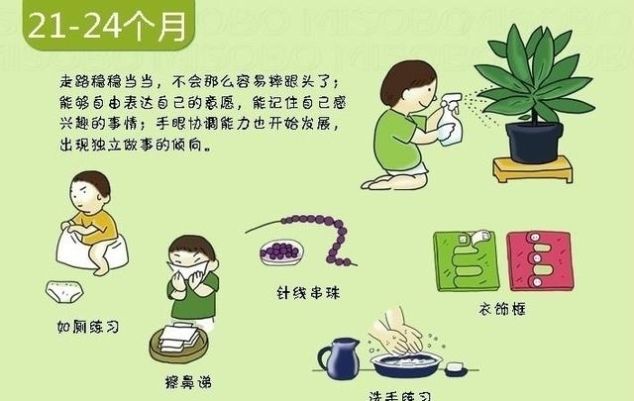 21-24个月
走路稳稳当当，不会那么容易摔跟头了；
能够自由表达自己的意愿，能记住自己感
兴趣的事情；手眼协调能力也开始发展，
出现独立做事的倾向。
如厕练习
擦鼻涕
针线串珠
衣饰框
洗手练习